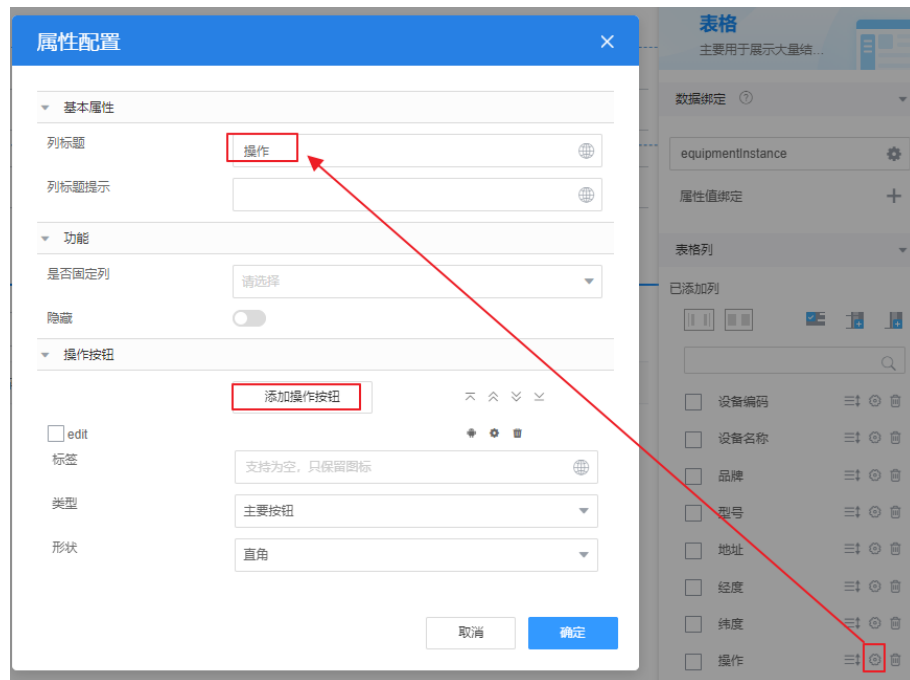 属性配置
基本属性
列标题
操作
列标题提示
功能
是否固定列
请选择
隐藏
操作按钮
添加操作按钮
edit
标签
支持为空，只保留图标
类型
主要按钮
形状
直角
取消
确定
表格
主要用于展示大量结...
数据绑定
equipmentInstance
属性值绑定
表格列
已添加列
设备编码
设备名称
品牌
型号
地址
经度
纬度
操作